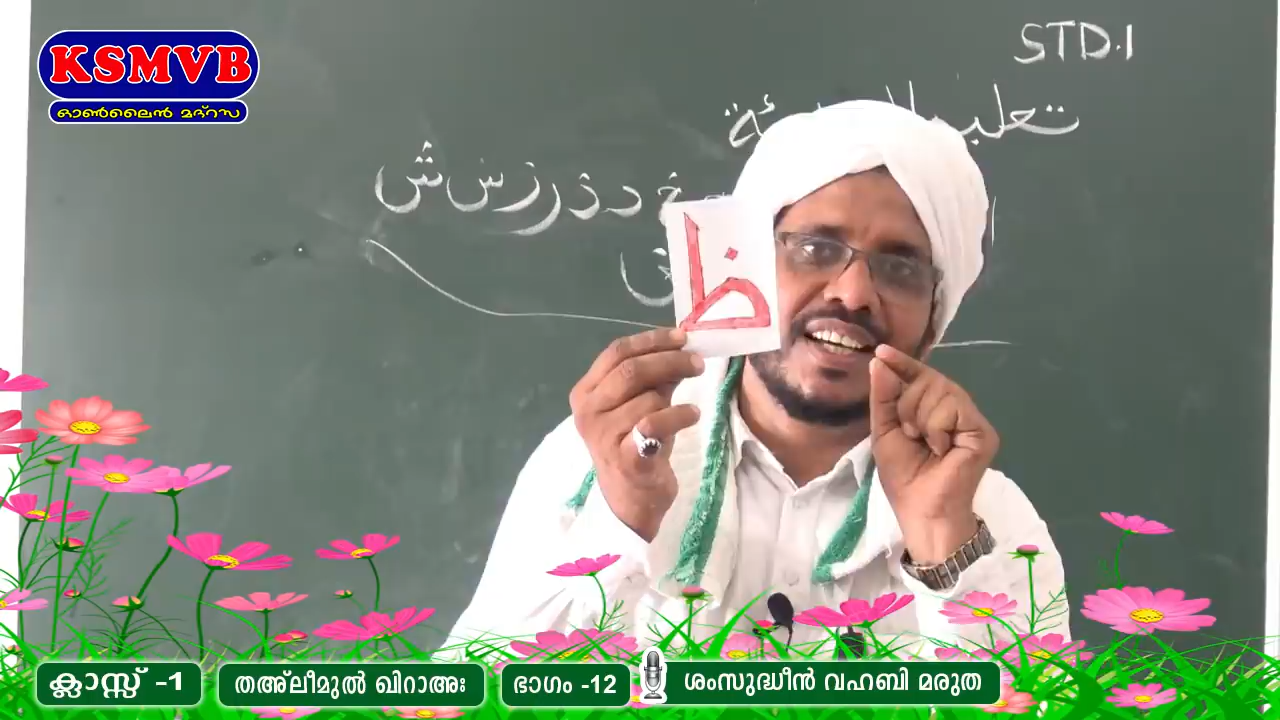 KSMVB
ഓൺലൈൻ മദ്റസ
STD.1
خ د ذ ر ز س ش
ظ
ക്ലാസ്സ് -1
തഅ്ലീമുൽ ഖിറാഅഃ
ഭാഗം -12
ശംസുദ്ധീൻ വഹബി മരുത